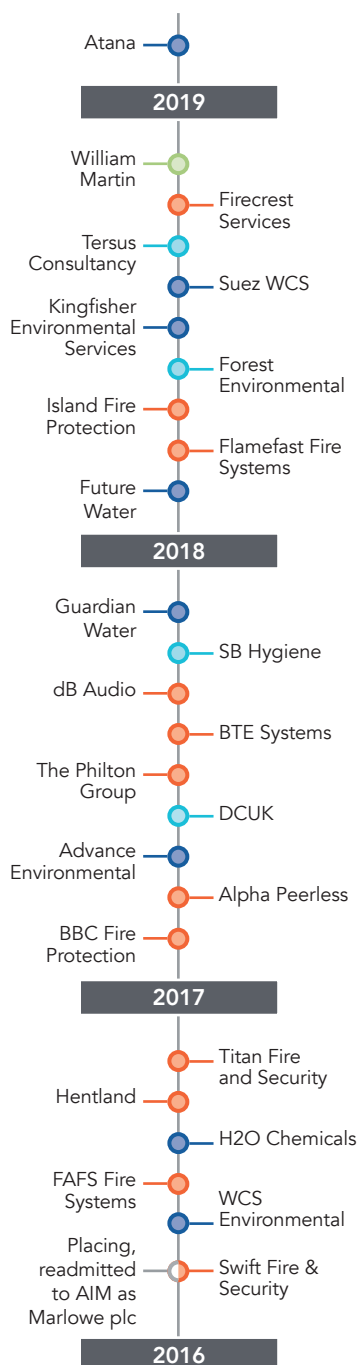 Atana
2019
William
Martin
Firecrest
Services
Tersus
Consultancy
Suez WCS
Kingfisher
Environmental
Services
Forest
Environmental
Island Fire
Protection
Flamefast Fire
Systems
Future
Water
2018
Guardian
Water
SB Hygiene
dB Audio
BTE Systems
The Philton
Group
DCUK
Advance
Environmental
Alpha Peerless
BBC Fire
Protection
2017
Titan Fire
and Security
Hentland
H2O Chemicals
FAFS Fire
Systems
WCS
Environmental
Placing,
readmitted
to AIM as
Marlowe plc
Swift Fire &
Security
2016